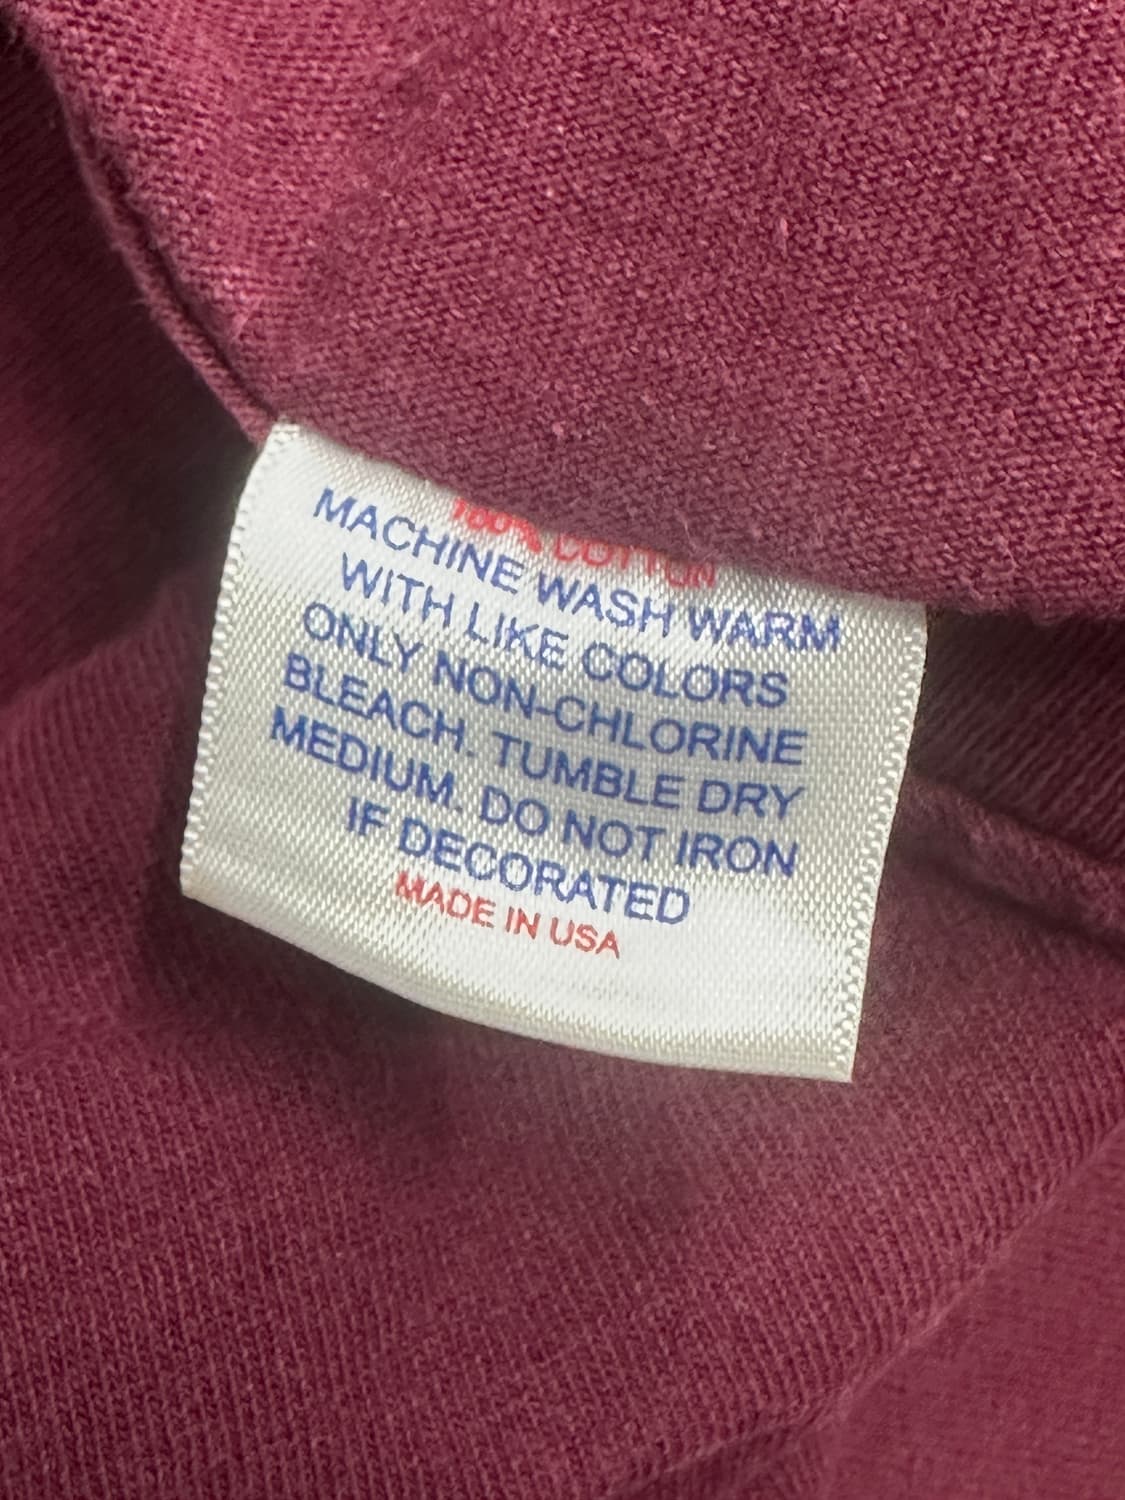 100% COTTON
MACHINE WASH WARM
WITH LIKE COLORS
ONLY NON-CHLORINE
BLEACH. TUMBLE DRY
MEDIUM. DO NOT IRON
IF DECORATED
MADE IN USA